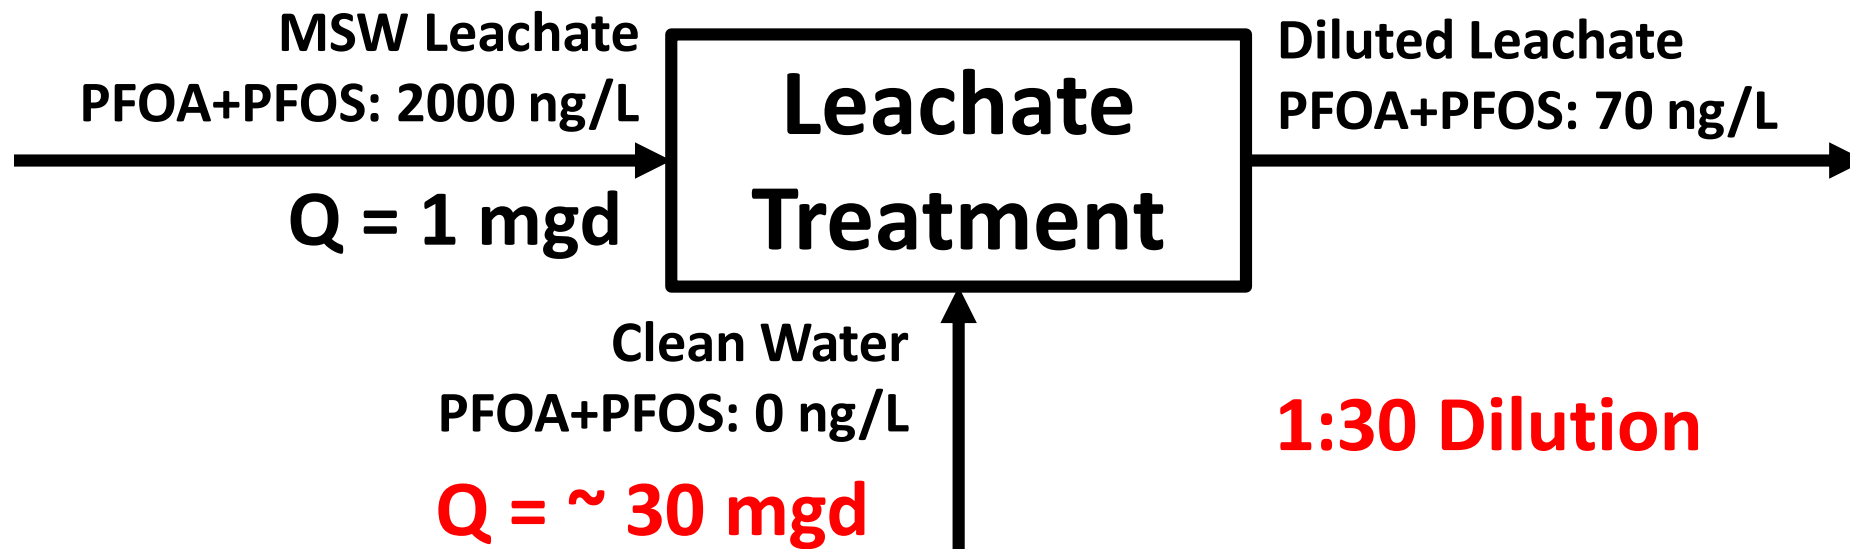 MSW Leachate
PFOA+PFOS: 2000 ng/L
Q = 1 mgd
Leachate
Treatment
Diluted Leachate
PFOA+PFOS: 70 ng/L
Clean Water
PFOA+PFOS: 0 ng/L
Q = ~ 30 mgd
1:30 Dilution